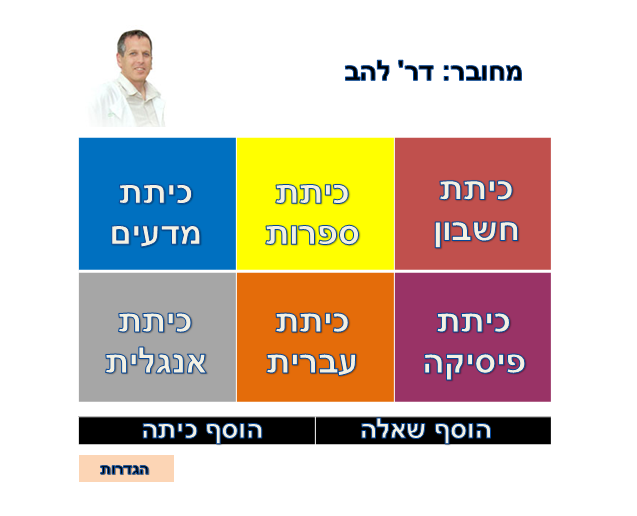 מחובר: דר' להב
כיתת
חשבון
כיתת
ספרות
כיתת
מדעים
כיתת
פיסיקה
כיתת
עברית
כיתת
אנגלית
הוסף שאלה
הוסף כיתה
הגדרות